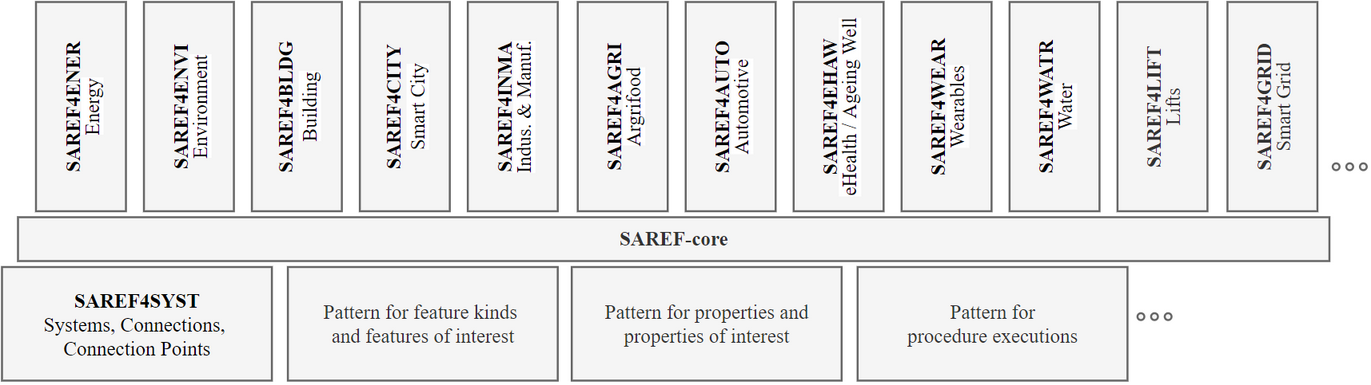 SAREF4ENER
Energy
SAREF4ENVI
Environment
SAREF4BLDG
Building
SAREF4CITY
Smart City
SAREF4INMA
Indus. & Manuf.
SAREF4AGRI
Argrifood
SAREF4AUTO
Automotive
SAREF4EHAW
eHealth / Ageing Well
SAREF4WEAR
Wearables
SAREF4WATR
Water
SAREF4LIFT
Lifts
SAREF4GRID
Smart Grid
SAREF-core
SAREF4SYST
Systems, Connections,
Connection Points
Pattern for feature kinds
and features of interest
Pattern for properties and
properties of interest
Pattern for
procedure executions